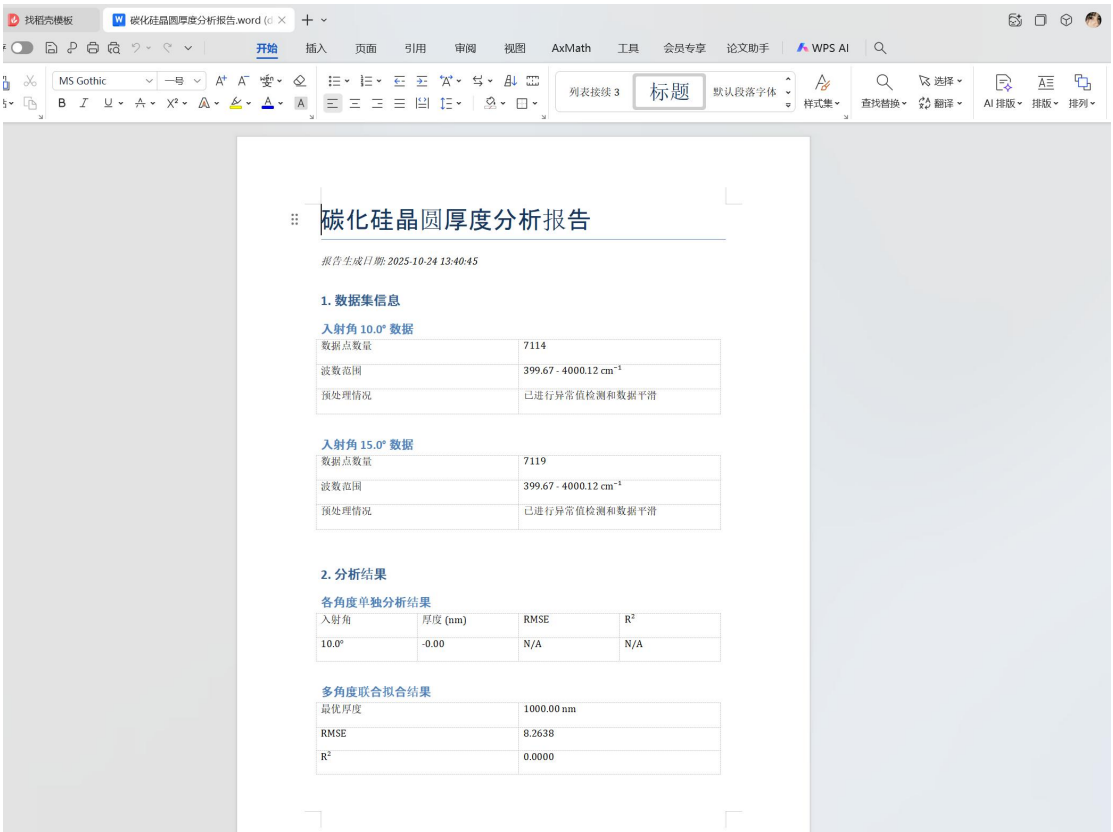 找稻壳模板
碳化硅晶圆厚度分析报告.word (d
开始 插入 页面 引用 审阅 视图 AxMath 工具 会员专享 论文助手 WPS AI
MS Gothic 一号
列表接续 3 标题 默认段落字体 样式集 查找替换 选择 翻译 AI 排版 排版 排列
碳化硅晶圆厚度分析报告
报告生成日期: 2025-10-24 13:40:45
1. 数据集信息
入射角 10.0° 数据
数据点数量 7114
波数范围 399.67 - 4000.12 cm⁻¹
预处理情况 已进行异常值检测和数据平滑
入射角 15.0° 数据
数据点数量 7119
波数范围 399.67 - 4000.12 cm⁻¹
预处理情况 已进行异常值检测和数据平滑
2. 分析结果
各角度单独分析结果
入射角 厚度 (nm) RMSE R²
10.0° -0.00 N/A N/A
多角度联合拟合结果
最优厚度 1000.00 nm
RMSE 8.2638
R² 0.0000